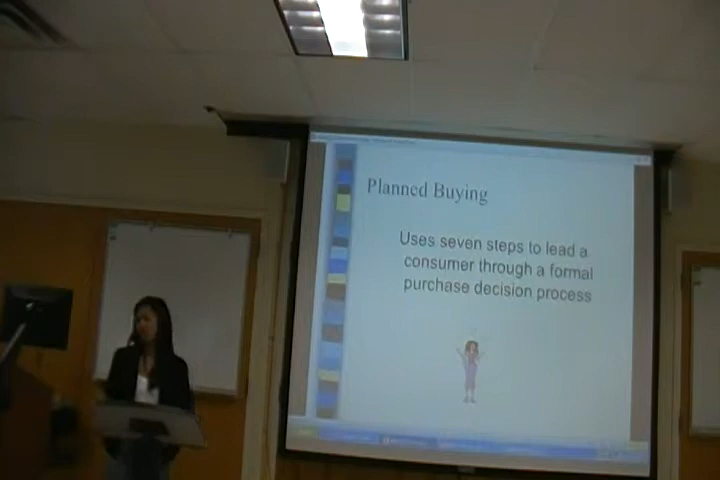 Planned Buying
Uses seven steps to lead a
consumer through a formal
purchase decision process